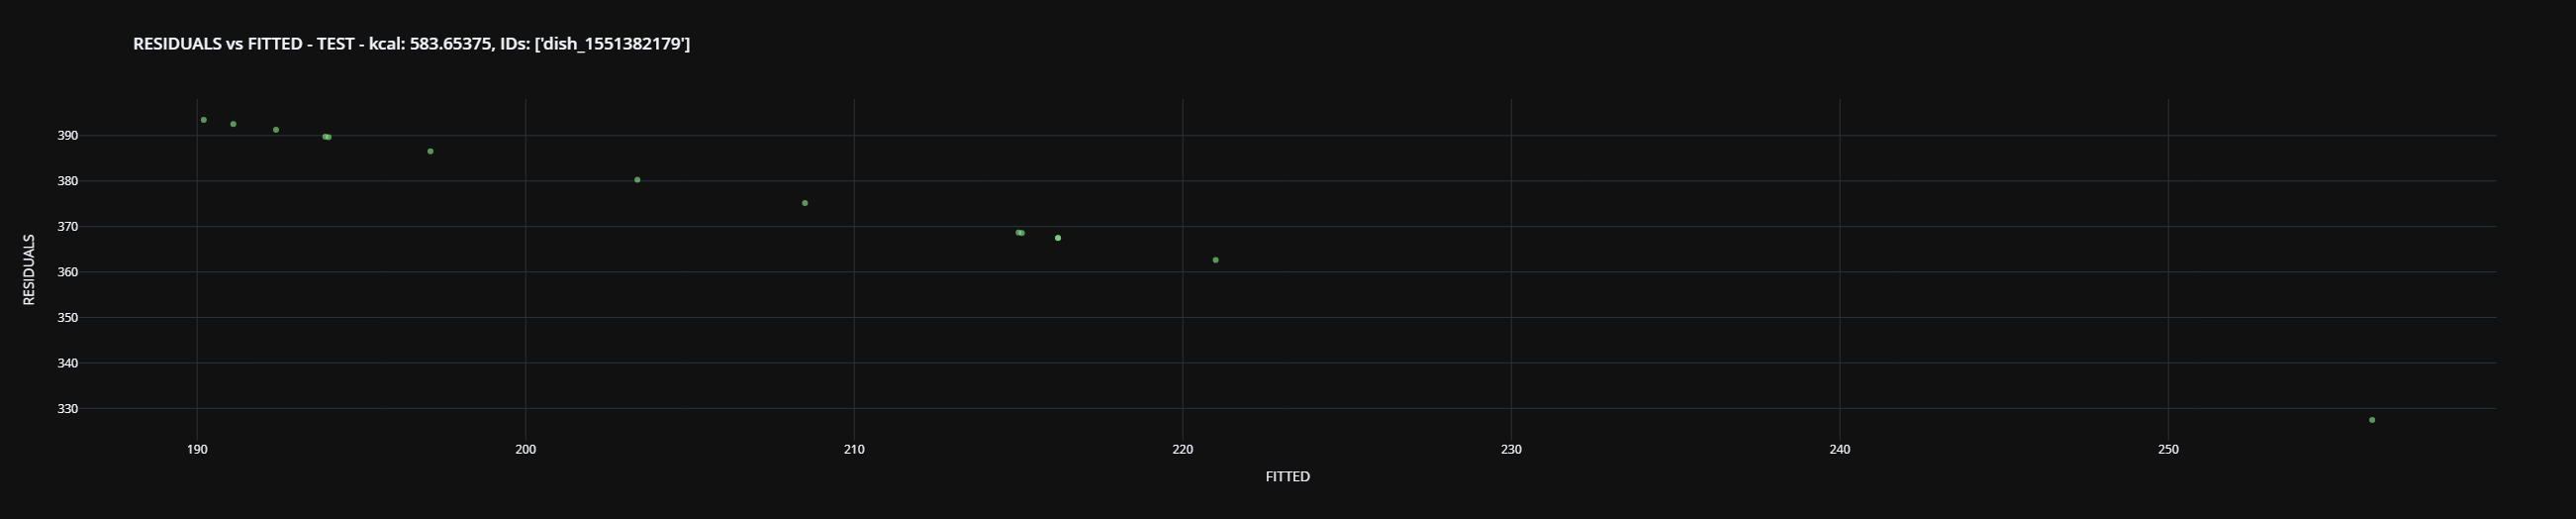 RESIDUALS vs FITTED - TEST - kcal: 583.65375, IDs: ['dish_1551382179']
390
380
370
360
350
340
330
RESIDUALS
190 200 210 220 230 240 250
FITTED